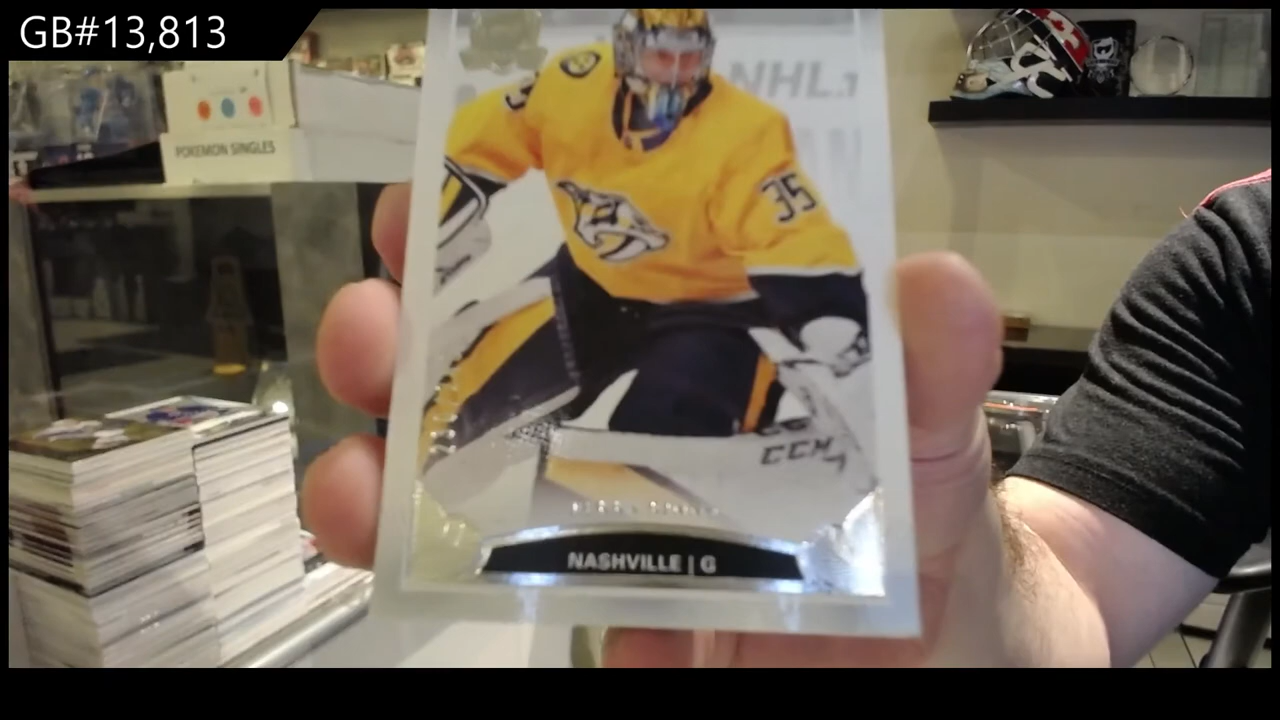 GB#13,813
POKEMON SINGLES
NHL
35
CCM
NASHVILLE | G